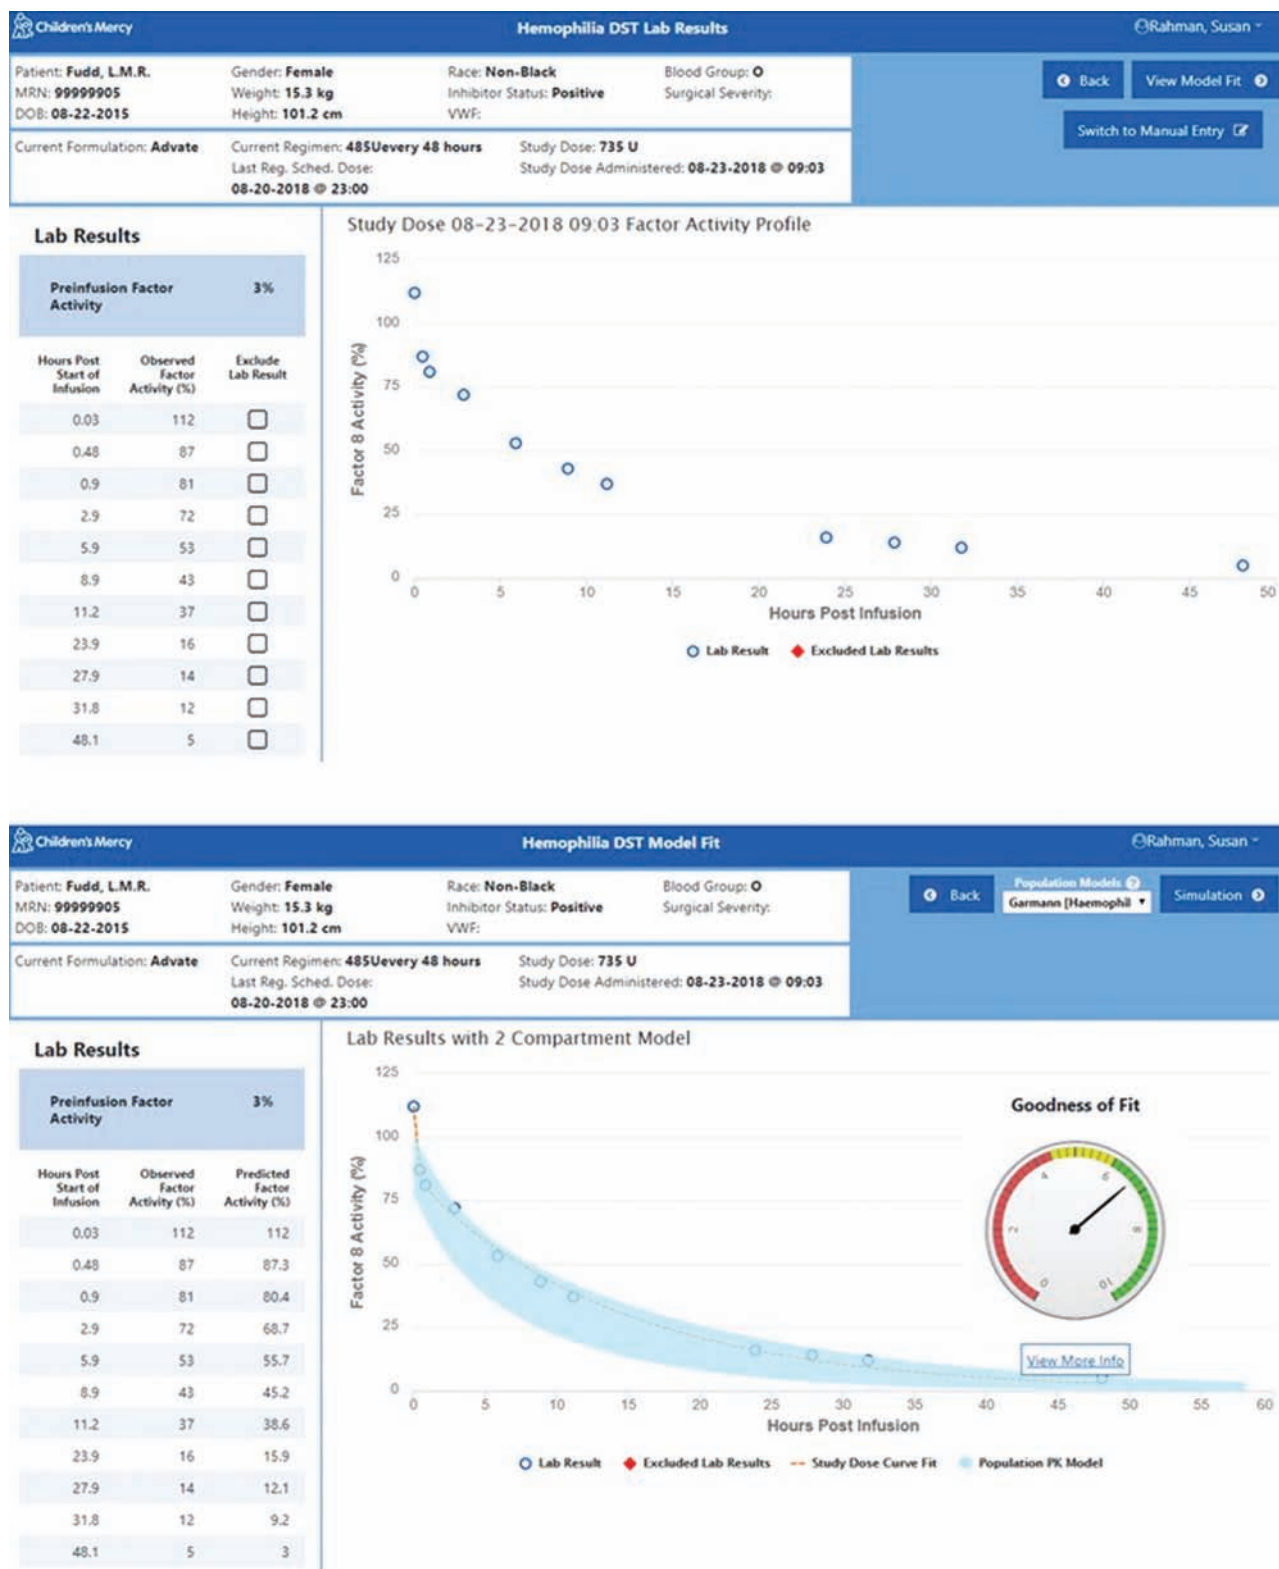 Children's Mercy Hemophilia DST Lab Results Rahman, Susan
Patient: Fudd, L.M.R. Gender: Female Race: Non-Black Blood Group: O
MRN: 99999905 Weight: 15.3 kg Inhibitor Status: Positive Surgical Severity:
DOB: 08-22-2015 Height: 101.2 cm VWF:
Back View Model Fit
Switch to Manual Entry
Current Formulation: Advate Current Regimen: 485Uevery 48 hours Study Dose: 735 U
Last Reg. Sched. Dose: Study Dose Administered: 08-23-2018 @ 09:03
08-20-2018 @ 23:00
Lab Results
Preinfusion Factor 3%
Activity
Hours Post Observed Exclude
Start of Factor Lab Result
Infusion Activity (%)
0.03 112
0.48 87
0.9 81
2.9 72
5.9 53
8.9 43
11.2 37
23.9 16
27.9 14
31.8 12
48.1 5
Study Dose 08-23-2018 09:03 Factor Activity Profile
Factor 8 Activity (%)
125
100
75
50
25
0
0 5 10 15 20 25 30 35 40 45 50
Hours Post Infusion
Lab Result Excluded Lab Results
Children's Mercy Hemophilia DST Model Fit Rahman, Susan
Patient: Fudd, L.M.R. Gender: Female Race: Non-Black Blood Group: O
MRN: 99999905 Weight: 15.3 kg Inhibitor Status: Positive Surgical Severity:
DOB: 08-22-2015 Height: 101.2 cm VWF:
Back Population Models ? Simulation
Garmann [Haemophil
Current Formulation: Advate Current Regimen: 485Uevery 48 hours Study Dose: 735 U
Last Reg. Sched. Dose: Study Dose Administered: 08-23-2018 @ 09:03
08-20-2018 @ 23:00
Lab Results
Preinfusion Factor 3%
Activity
Hours Post Observed Predicted
Start of Factor Factor
Infusion Activity (%) Activity (%)
0.03 112 112
0.48 87 87.3
0.9 81 80.4
2.9 72 68.7
5.9 53 55.7
8.9 43 45.2
11.2 37 38.6
23.9 16 15.9
27.9 14 12.1
31.8 12 9.2
48.1 5 3
Lab Results with 2 Compartment Model
Factor 8 Activity (%)
125
100
75
50
25
0
0 5 10 15 20 25 30 35 40 45 50 55 60
Hours Post Infusion
Goodness of Fit
0 2 4 6 8 10
View More Info
Lab Result Excluded Lab Results Study Dose Curve Fit Population PK Model